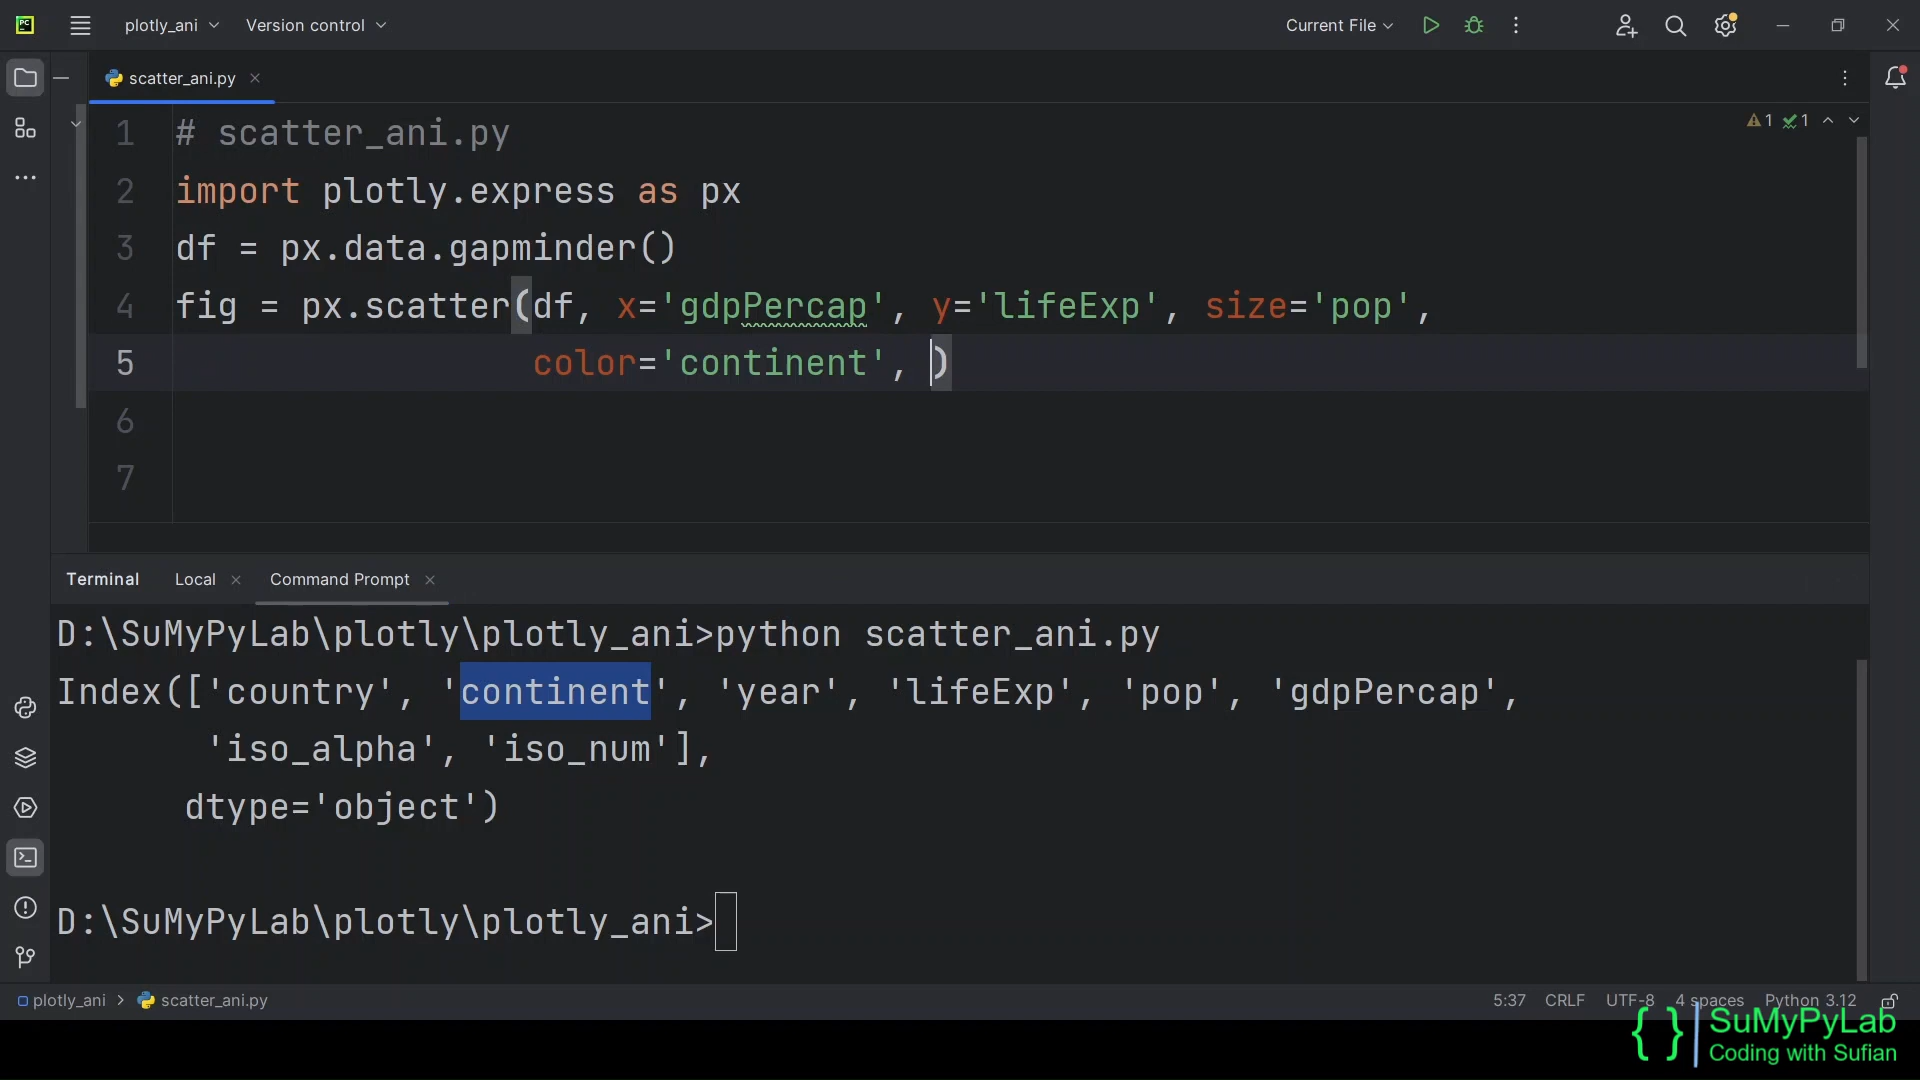 plotly_ani Version control Current File
scatter_ani.py
1 # scatter_ani.py
1 1
2 import plotly.express as px
3 df = px.data.gapminder()
4 fig = px.scatter(df, x='gdpPercap', y='lifeExp', size='pop',
5 color='continent', )
6
7
Terminal Local Command Prompt
D:\SuMyPyLab\plotly\plotly_ani>python scatter_ani.py
Index(['country', 'continent', 'year', 'lifeExp', 'pop', 'gdpPercap',
'iso_alpha', 'iso_num'],
dtype='object')
D:\SuMyPyLab\plotly\plotly_ani>
plotly_ani > scatter_ani.py 5:37 CRLF UTF-8 4 spaces Python 3.12
{ } SuMyPyLab
Coding with Sufian